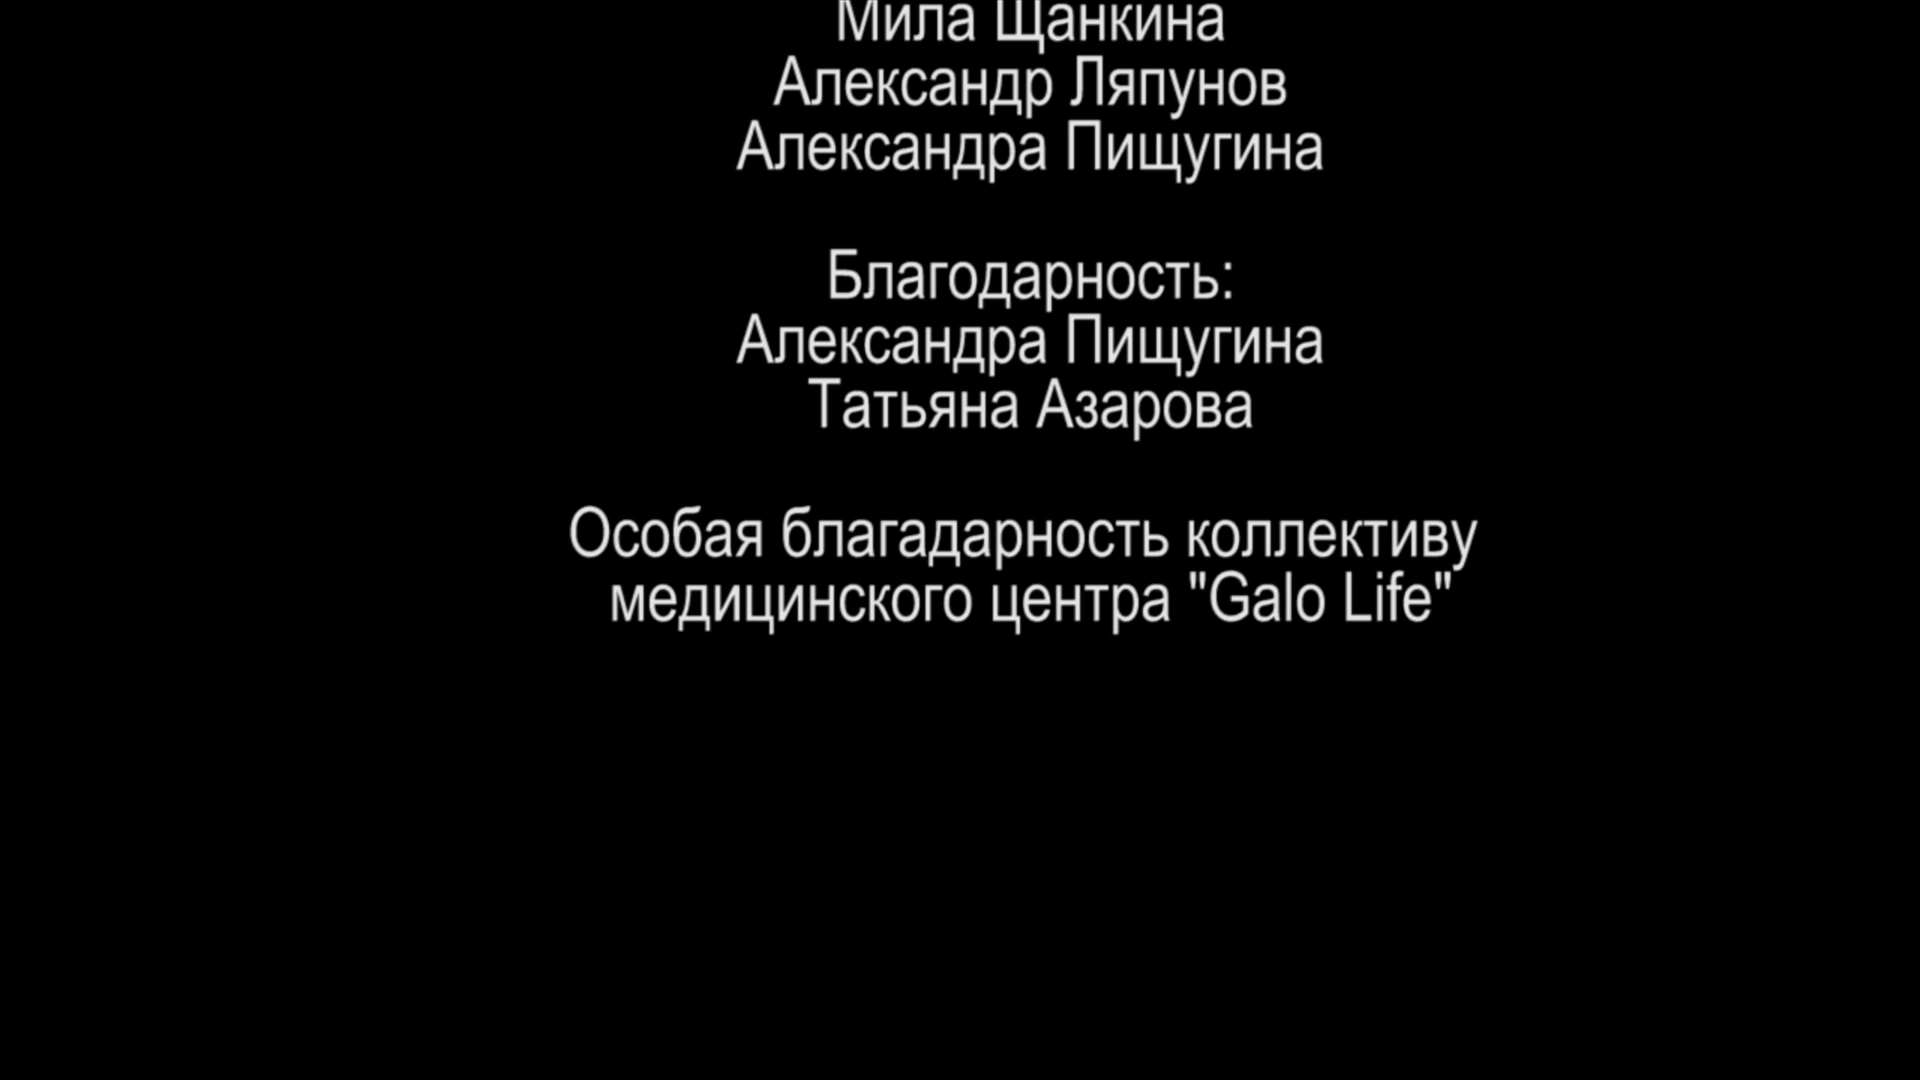 Мила Щанкина
Александр Ляпунов
Александра Пищугина
Благодарность:
Александра Пищугина
Татьяна Азарова
Особая благадарность коллективу
медицинского центра "Galo Life"